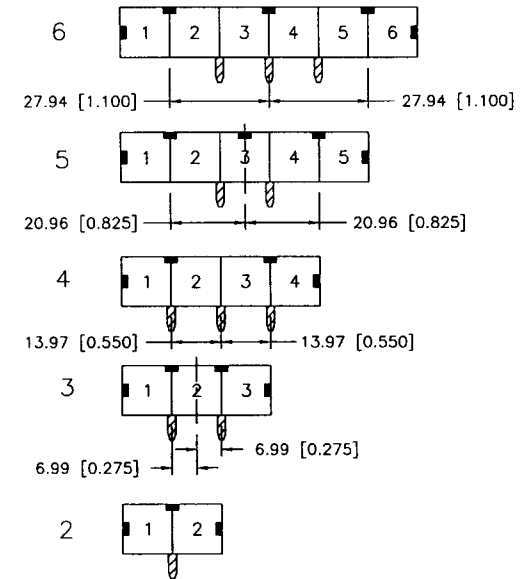 6 1 2 3 4 5 6
27.94 [1.100] 27.94 [1.100]
5 1 2 3 4 5
20.96 [0.825] 20.96 [0.825]
4 1 2 3 4
13.97 [0.550] 13.97 [0.550]
3 1 2 3
6.99 [0.275]
6.99 [0.275]
2 1 2